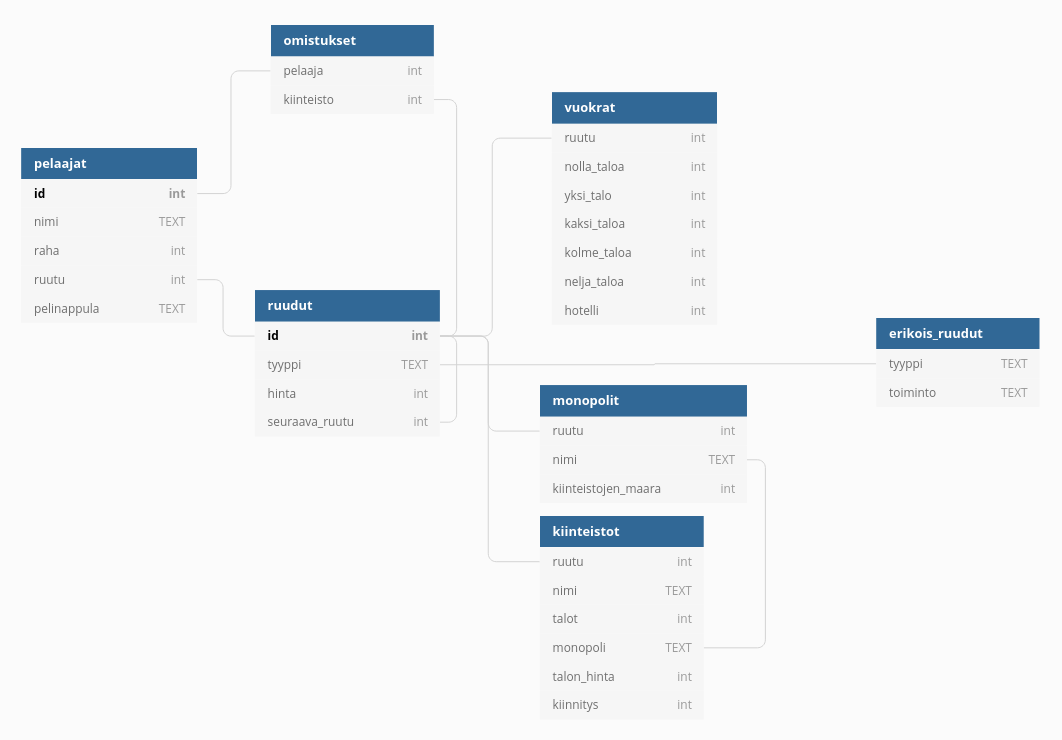 omistukset
pelaaja int
kiinteisto int
vuokrat
ruutu int
nolla_taloa int
yksi_talo int
kaksi_taloa int
kolme_taloa int
nelja_taloa int
hotelli int
pelaajat
id int
nimi TEXT
raha int
ruutu int
pelinappula TEXT
ruudut
id int
tyyppi TEXT
hinta int
seuraava_ruutu int
erikois_ruudut
tyyppi TEXT
toiminto TEXT
monopolit
ruutu int
nimi TEXT
kiinteistojen_maara int
kiinteistot
ruutu int
nimi TEXT
talot int
monopoli TEXT
talon_hinta int
kiinnitys int